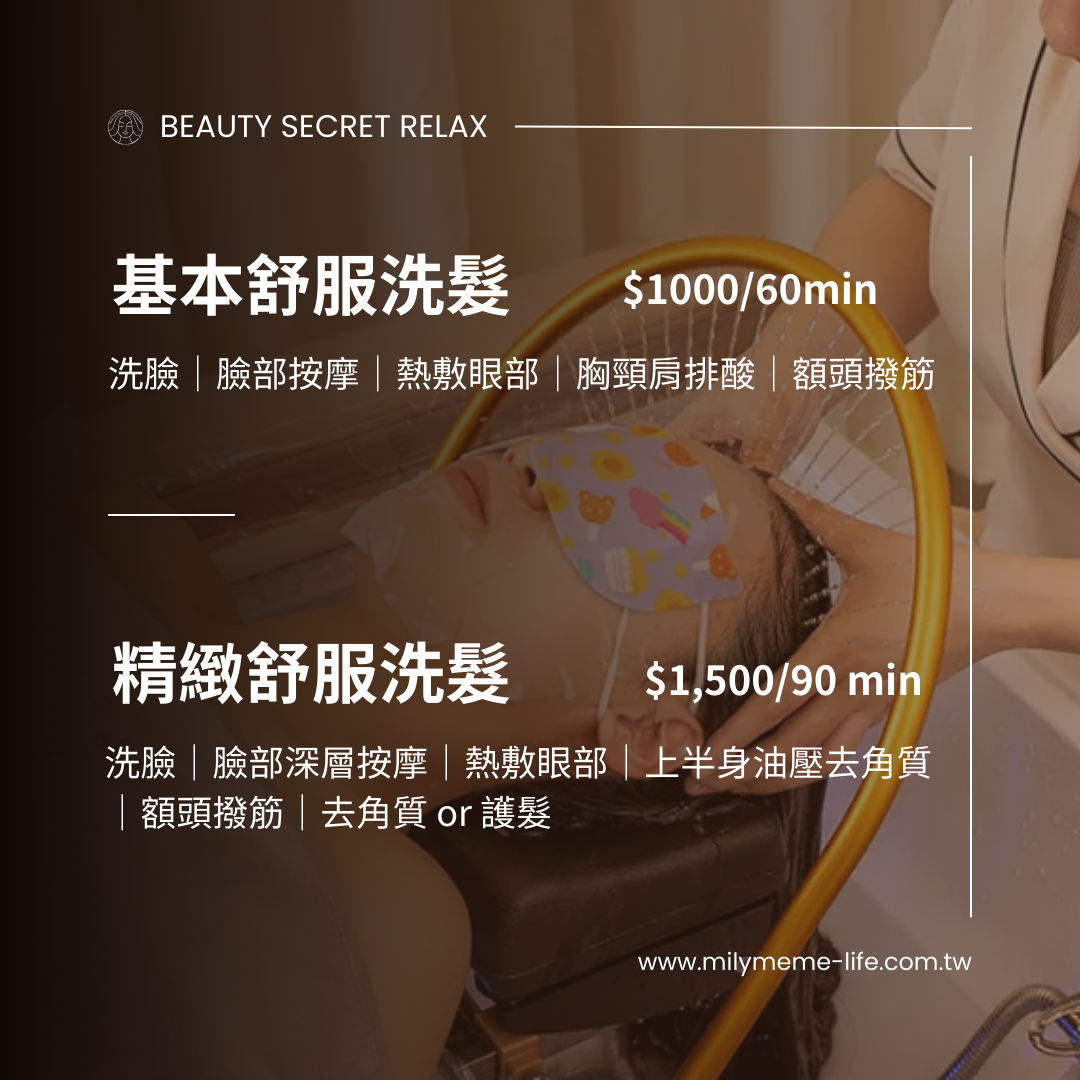 BEAUTY SECRET RELAX
基本舒服洗髮 $1000/60min
洗臉｜臉部按摩｜熱敷眼部｜胸頸肩排酸｜額頭撥筋
精緻舒服洗髮 $1,500/90 min
洗臉｜臉部深層按摩｜熱敷眼部｜上半身油壓去角質
｜額頭撥筋｜去角質 or 護髮
www.milymeme-life.com.tw